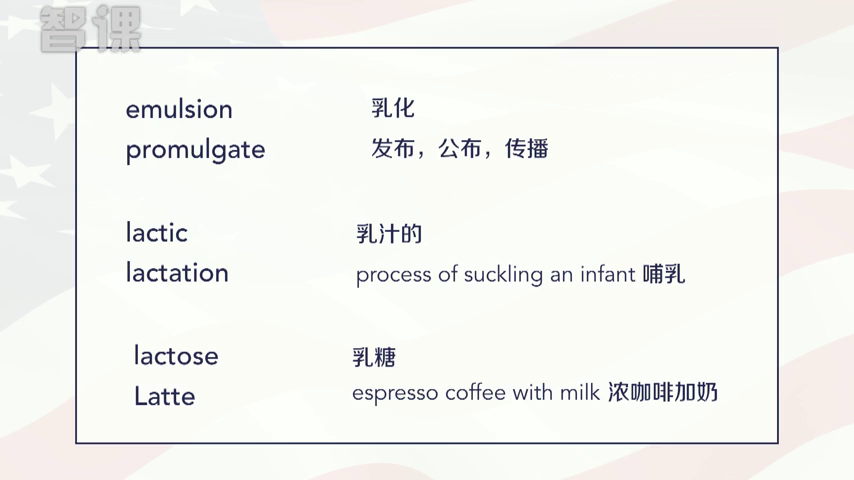 智课
emulsion 乳化
promulgate 发布，公布，传播
lactic 乳汁的
lactation process of suckling an infant 哺乳
lactose 乳糖
Latte espresso coffee with milk 浓咖啡加奶